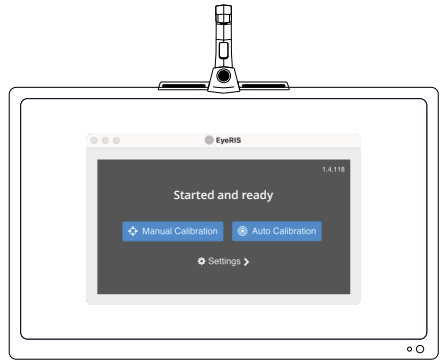 EyeRIS
1.4.118
Started and ready
Manual Calibration
Auto Calibration
Settings